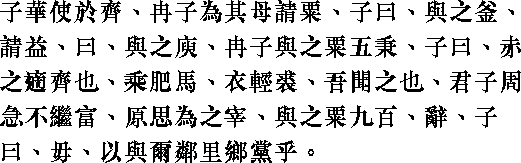 子華使於齊、冉子為其母請粟、子曰、與之釜、
請益、曰、與之庾、冉子與之粟五秉、子曰、赤
之適齊也、乘肥馬、衣輕裘、吾聞之也、君子周
急不繼富、原思為之宰、與之粟九百、辭、子
曰、毋、以與爾鄰里鄉黨乎。